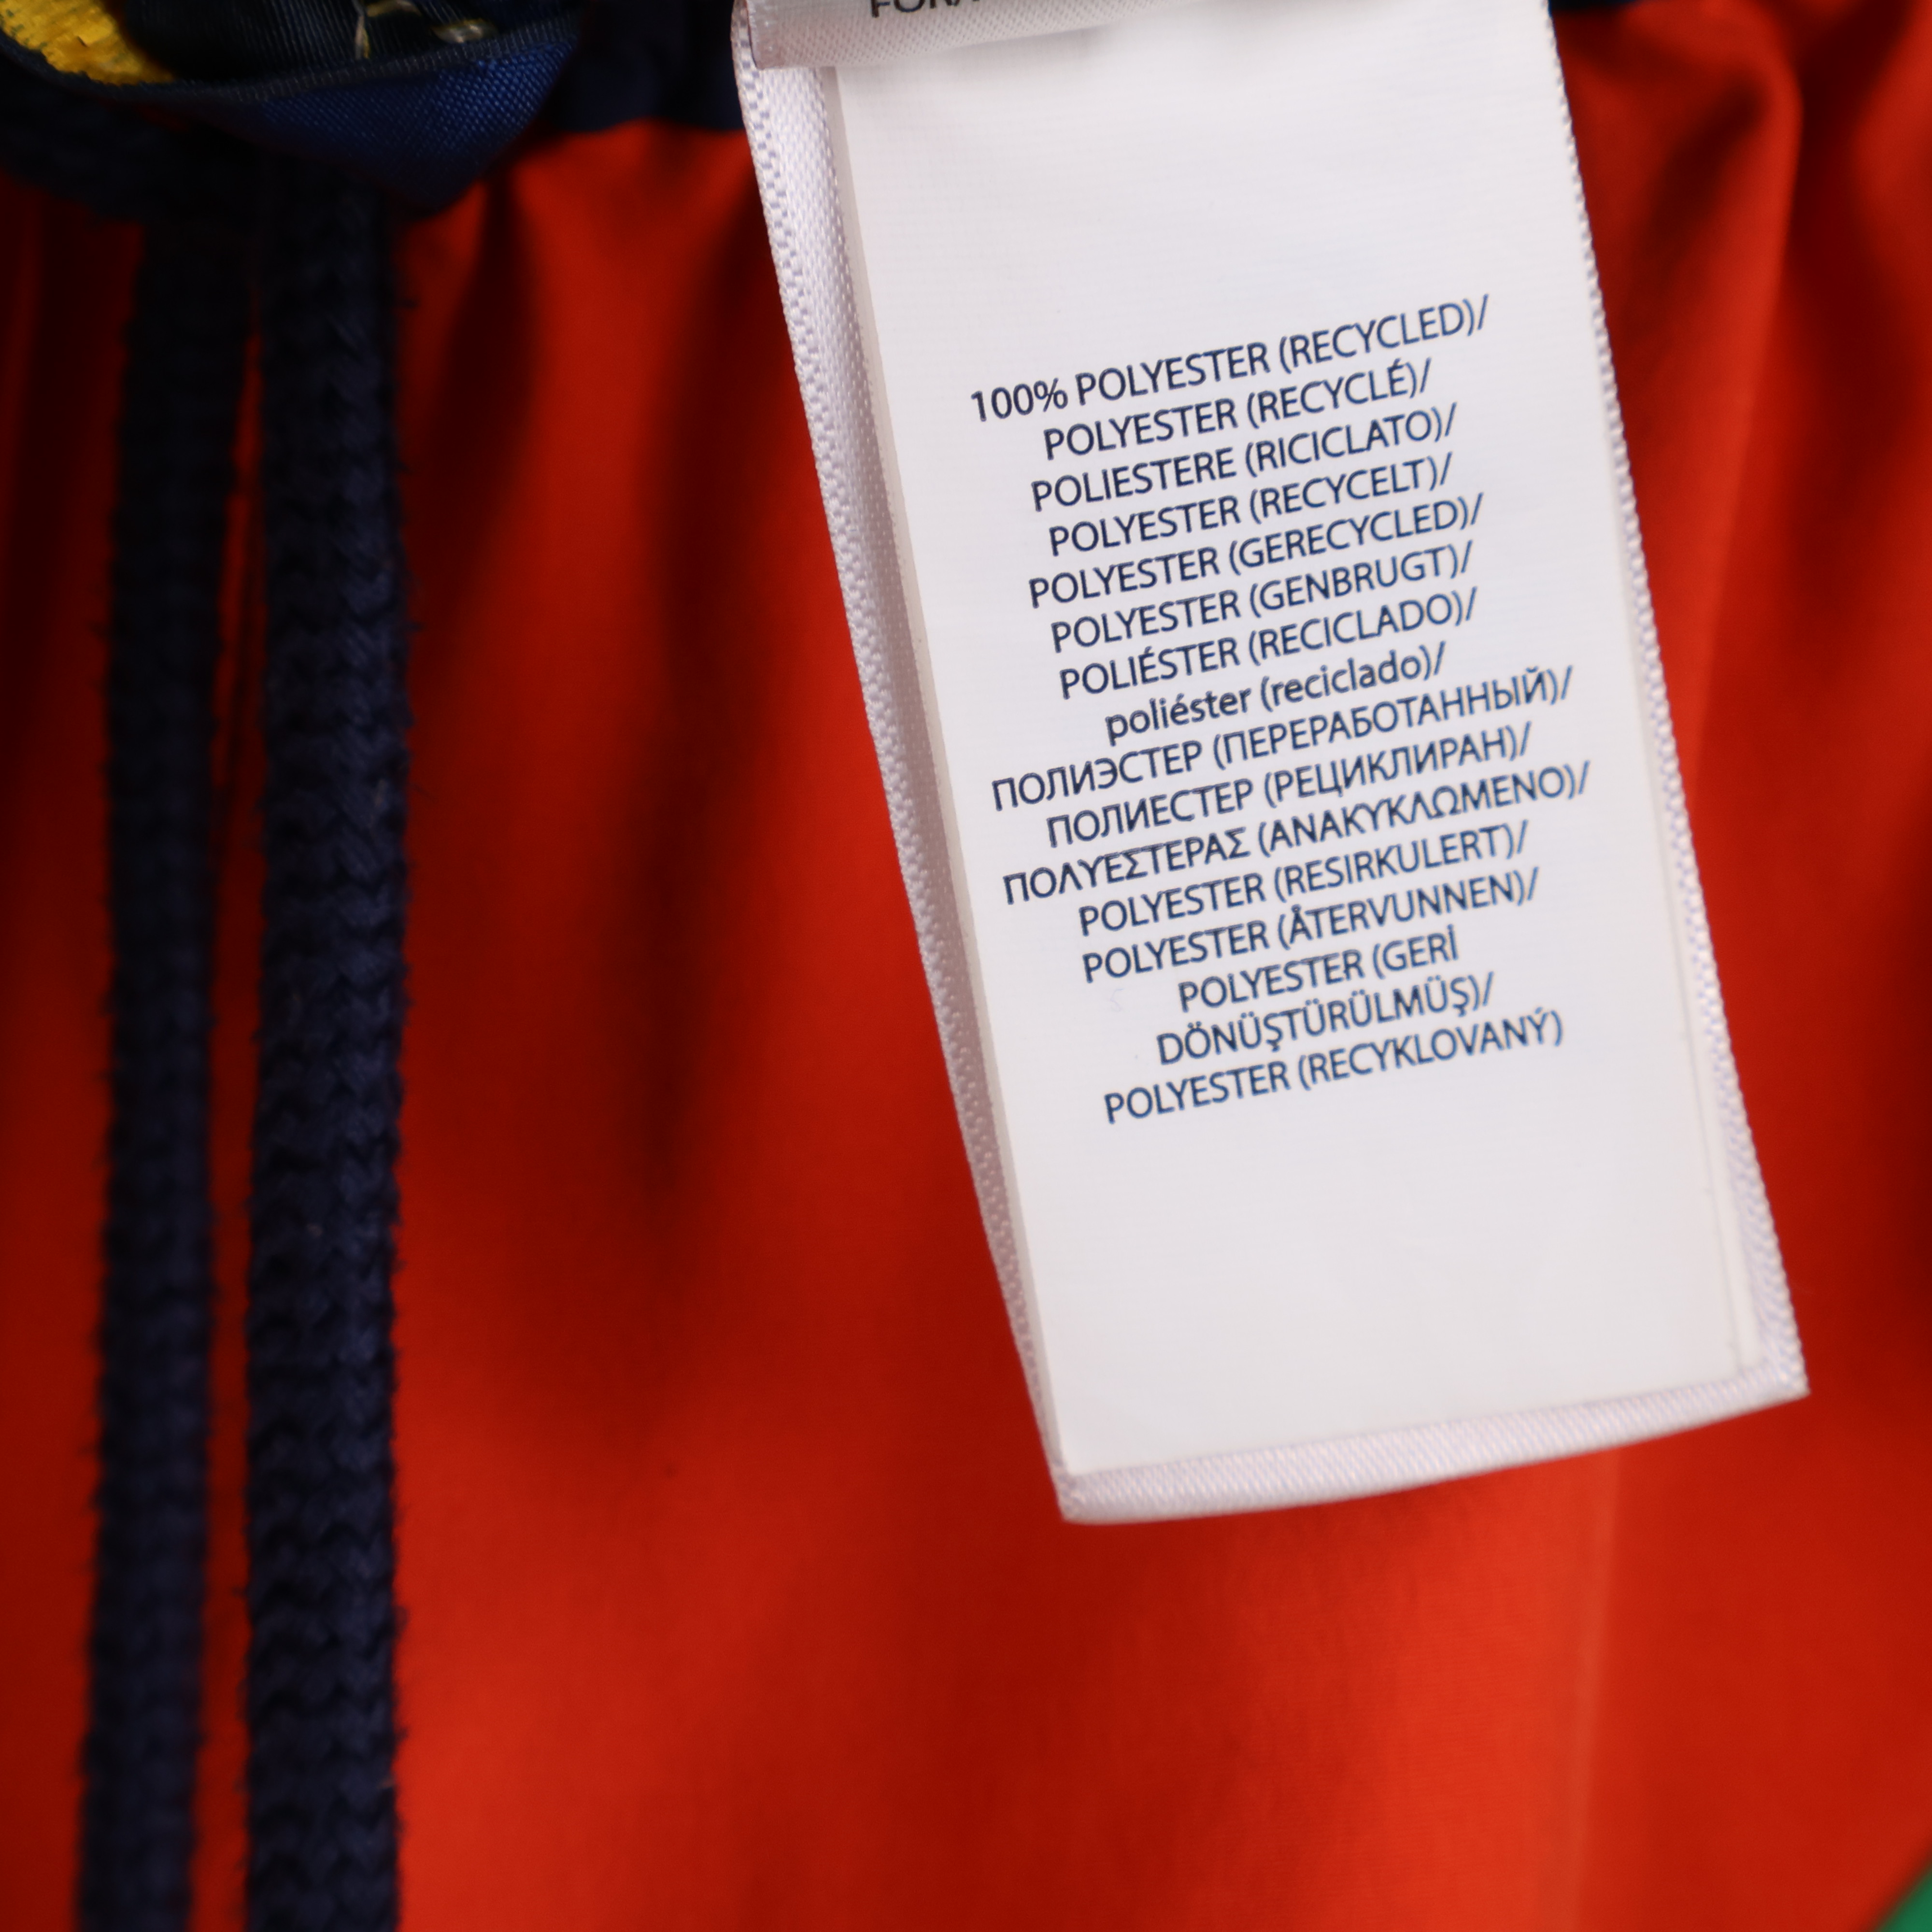 100% POLYESTER (RECYCLED)/
POLYESTER (RECYCLÉ)/
POLIESTERE (RICICLATO)/
POLYESTER (RECYCELT)/
POLYESTER (GERECYCLED)/
POLYESTER (GENBRUGT)/
POLIÉSTER (RECICLADO)/
poliéster (reciclado)/
ПОЛИЭСТЕР (ПЕРЕРАБОТАННЫЙ)/
ПОЛИЕСТЕР (РЕЦИКЛИРАН)/
ΠΟΛΥΕΣΤΕΡΑΣ (ΑΝΑΚΥΚΛΩΜΕΝΟ)/
POLYESTER (RESIRKULERT)/
POLYESTER (ÅTERVUNNEN)/
POLYESTER (GERİ
DÖNÜŞTÜRÜLMÜŞ)/
POLYESTER (RECYKLOVANÝ)